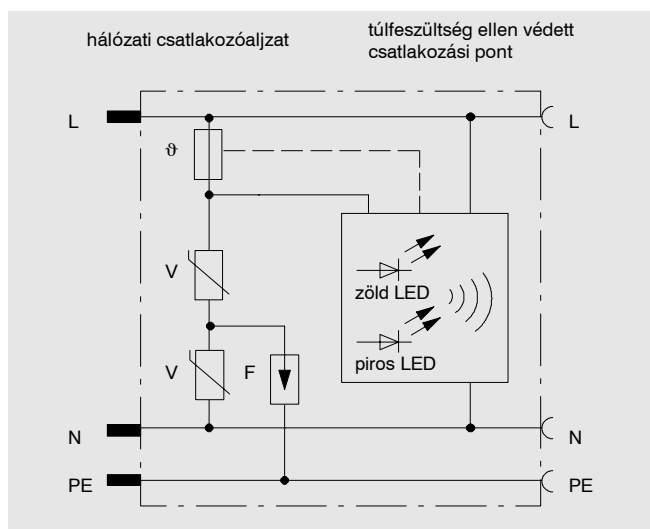 hálózati csatlakozóaljzat
túlfeszültség ellen védett
csatlakozási pont
L
L
ϑ
V
zöld LED
V
F
piros LED
N
N
PE
PE